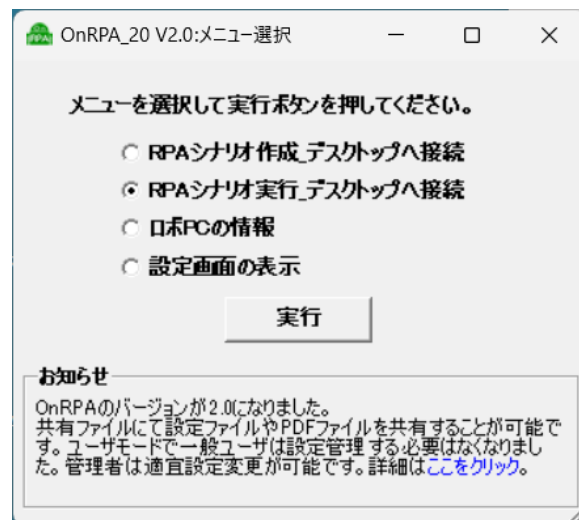 OnRPA_20 V2.0:メニュー選択
メニューを選択して実行ボタンを押してください。
RPAシナリオ作成_デスクトップへ接続
RPAシナリオ実行_デスクトップへ接続
ロボPCの情報
設定画面の表示
実行
お知らせ
OnRPAのバージョンが2.0になりました。
共有ファイルにて設定ファイルやPDFファイルを共有することが可能で
す。ユーザモードで一般ユーザは設定管理する必要はなくなりまし
た。管理者は適宜設定変更が可能です。詳細はここをクリック。